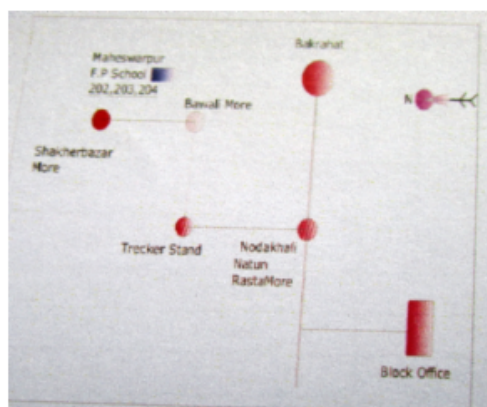 Maheswarpur
F.P School
202,203,204
Bakrahat
N
Bawali More
Shakherbazar
More
Trecker Stand
Nodakhali
Natun
RastaMore
Block Office